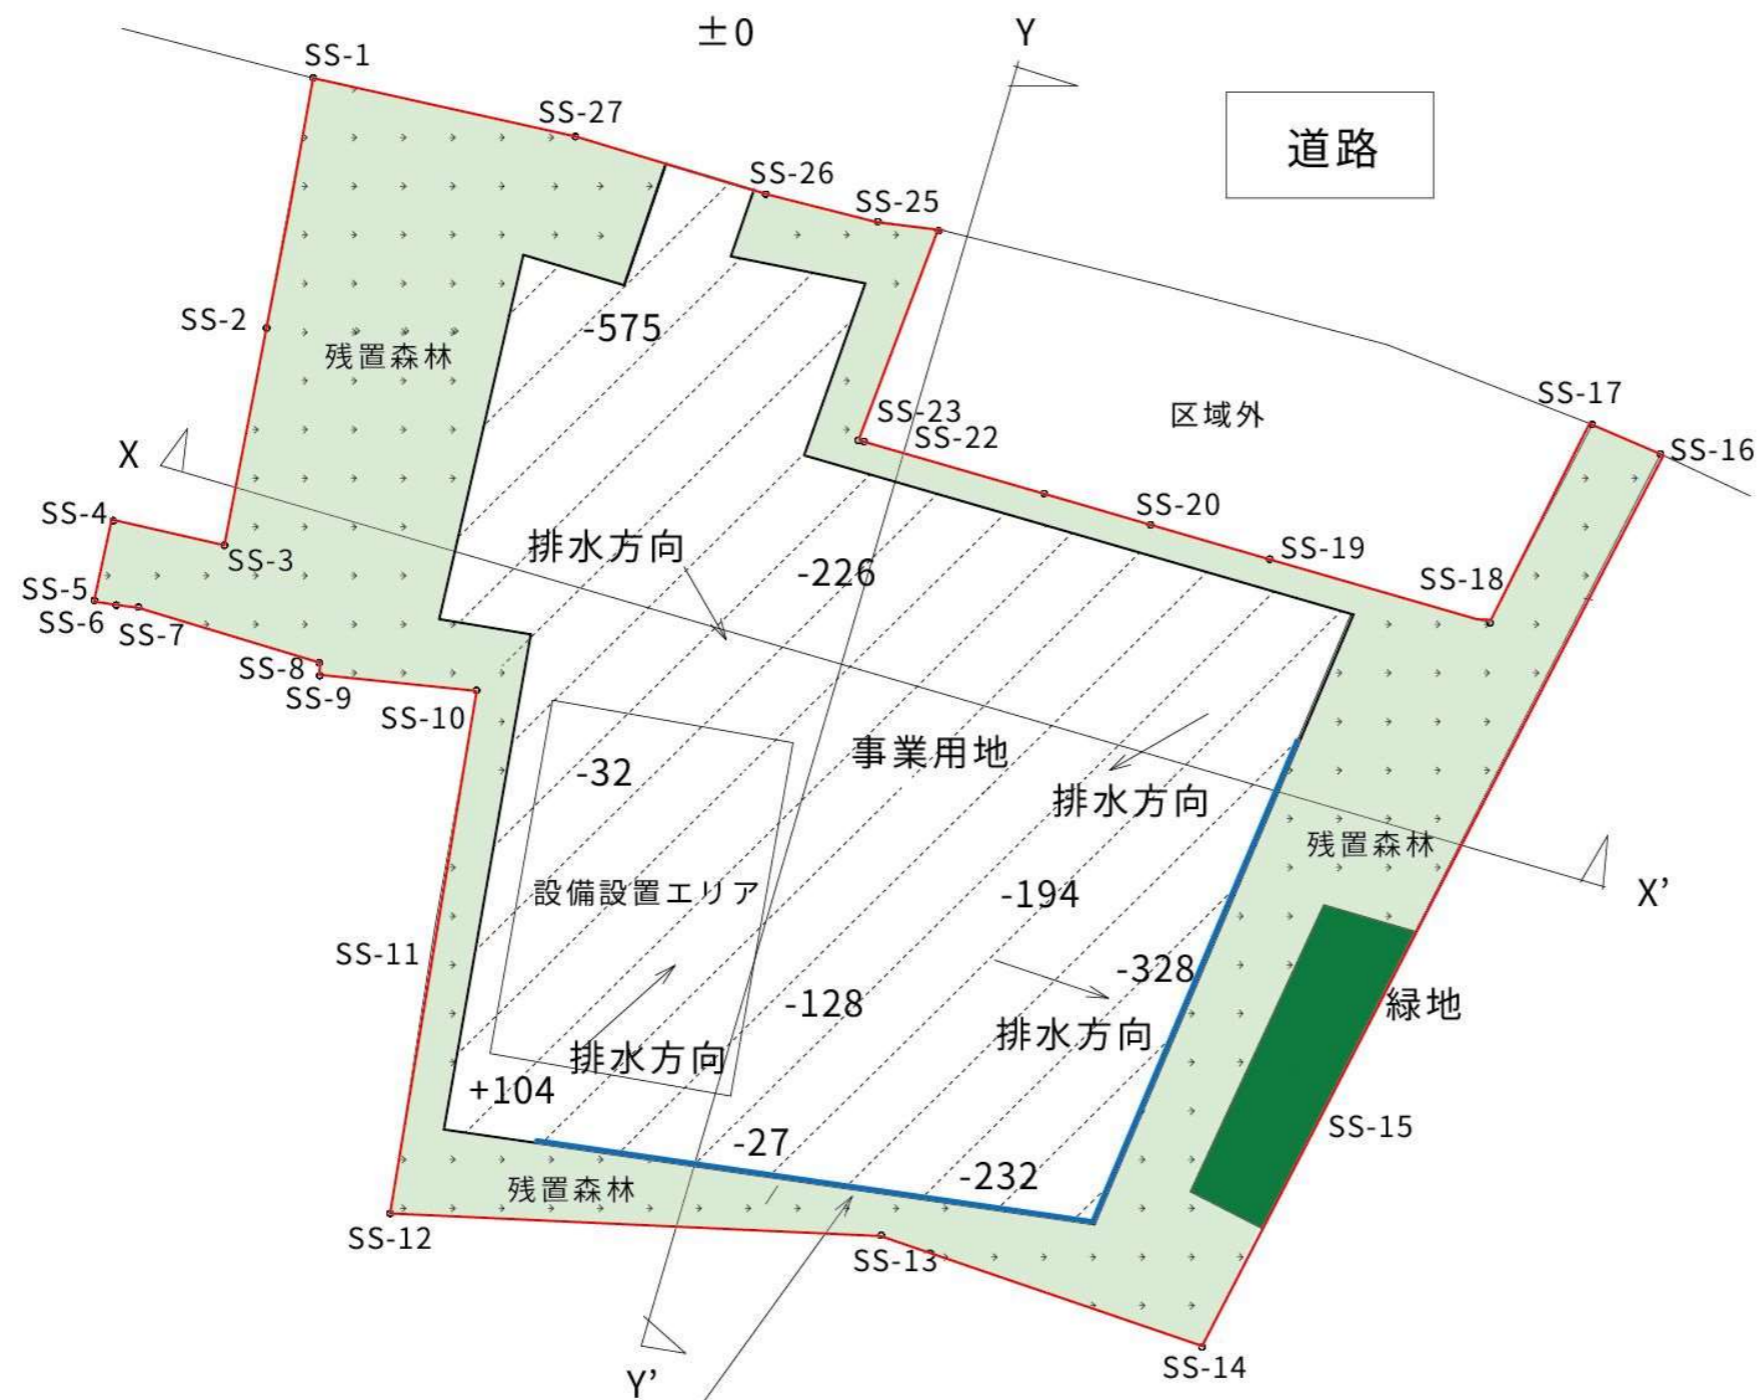 ±0
Y
SS-1
SS-27
道路
SS-26
SS-25
SS-2
-575
残置森林
SS-17
SS-23
区域外
SS-22
SS-16
X
SS-4
SS-20
排水方向
SS-19
SS-3
-226
SS-18
SS-5
SS-6
SS-7
SS-8
SS-9
SS-10
事業用地
-32
排水方向
残置森林
X’
設備設置エリア
-194
SS-11
-328
-128
緑地
排水方向
排水方向
+104
SS-15
-27
-232
残置森林
SS-12
SS-13
SS-14
Y’